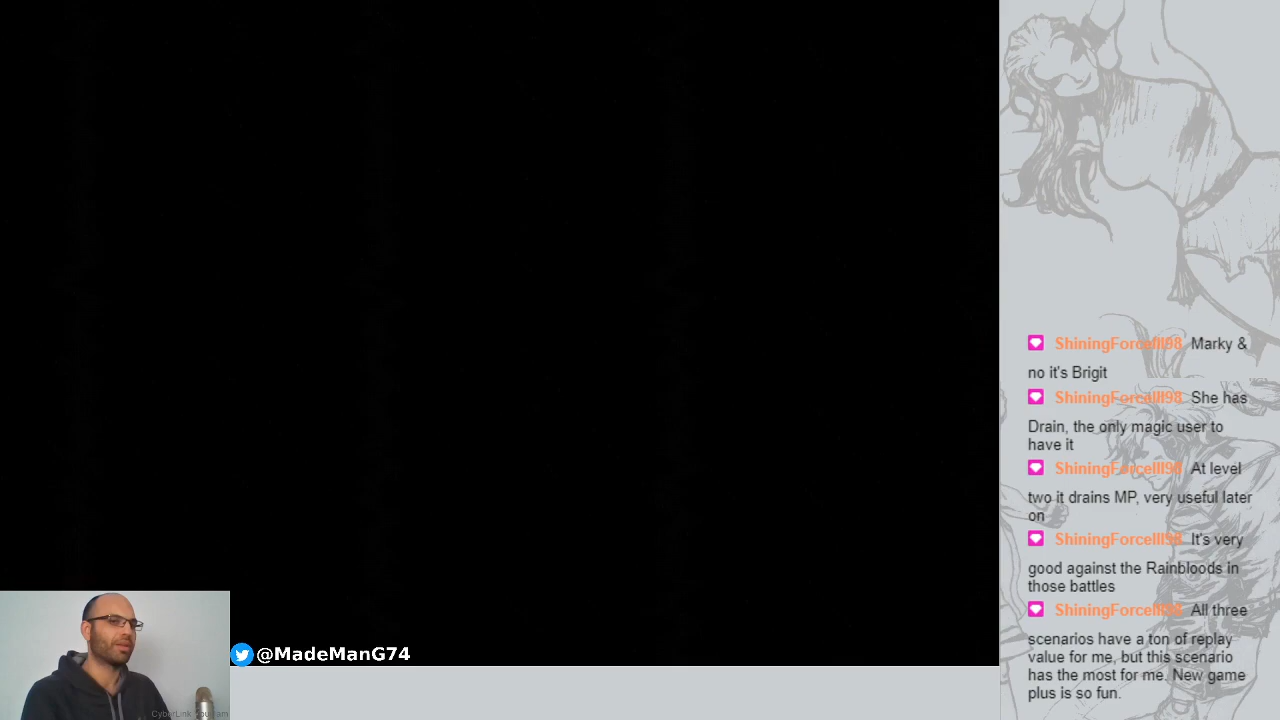 ShiningForceIII98 Marky &
no it's Brigit
ShiningForceIII98 She has
Drain, the only magic user to
have it
ShiningForceIII98 At level
two it drains MP, very useful later
on
ShiningForceIII98 It's very
good against the Rainbloods in
those battles
ShiningForceIII98 All three
scenarios have a ton of replay
value for me, but this scenario
has the most for me. New game
plus is so fun.
@MadeManG74
CyberLink YouCam